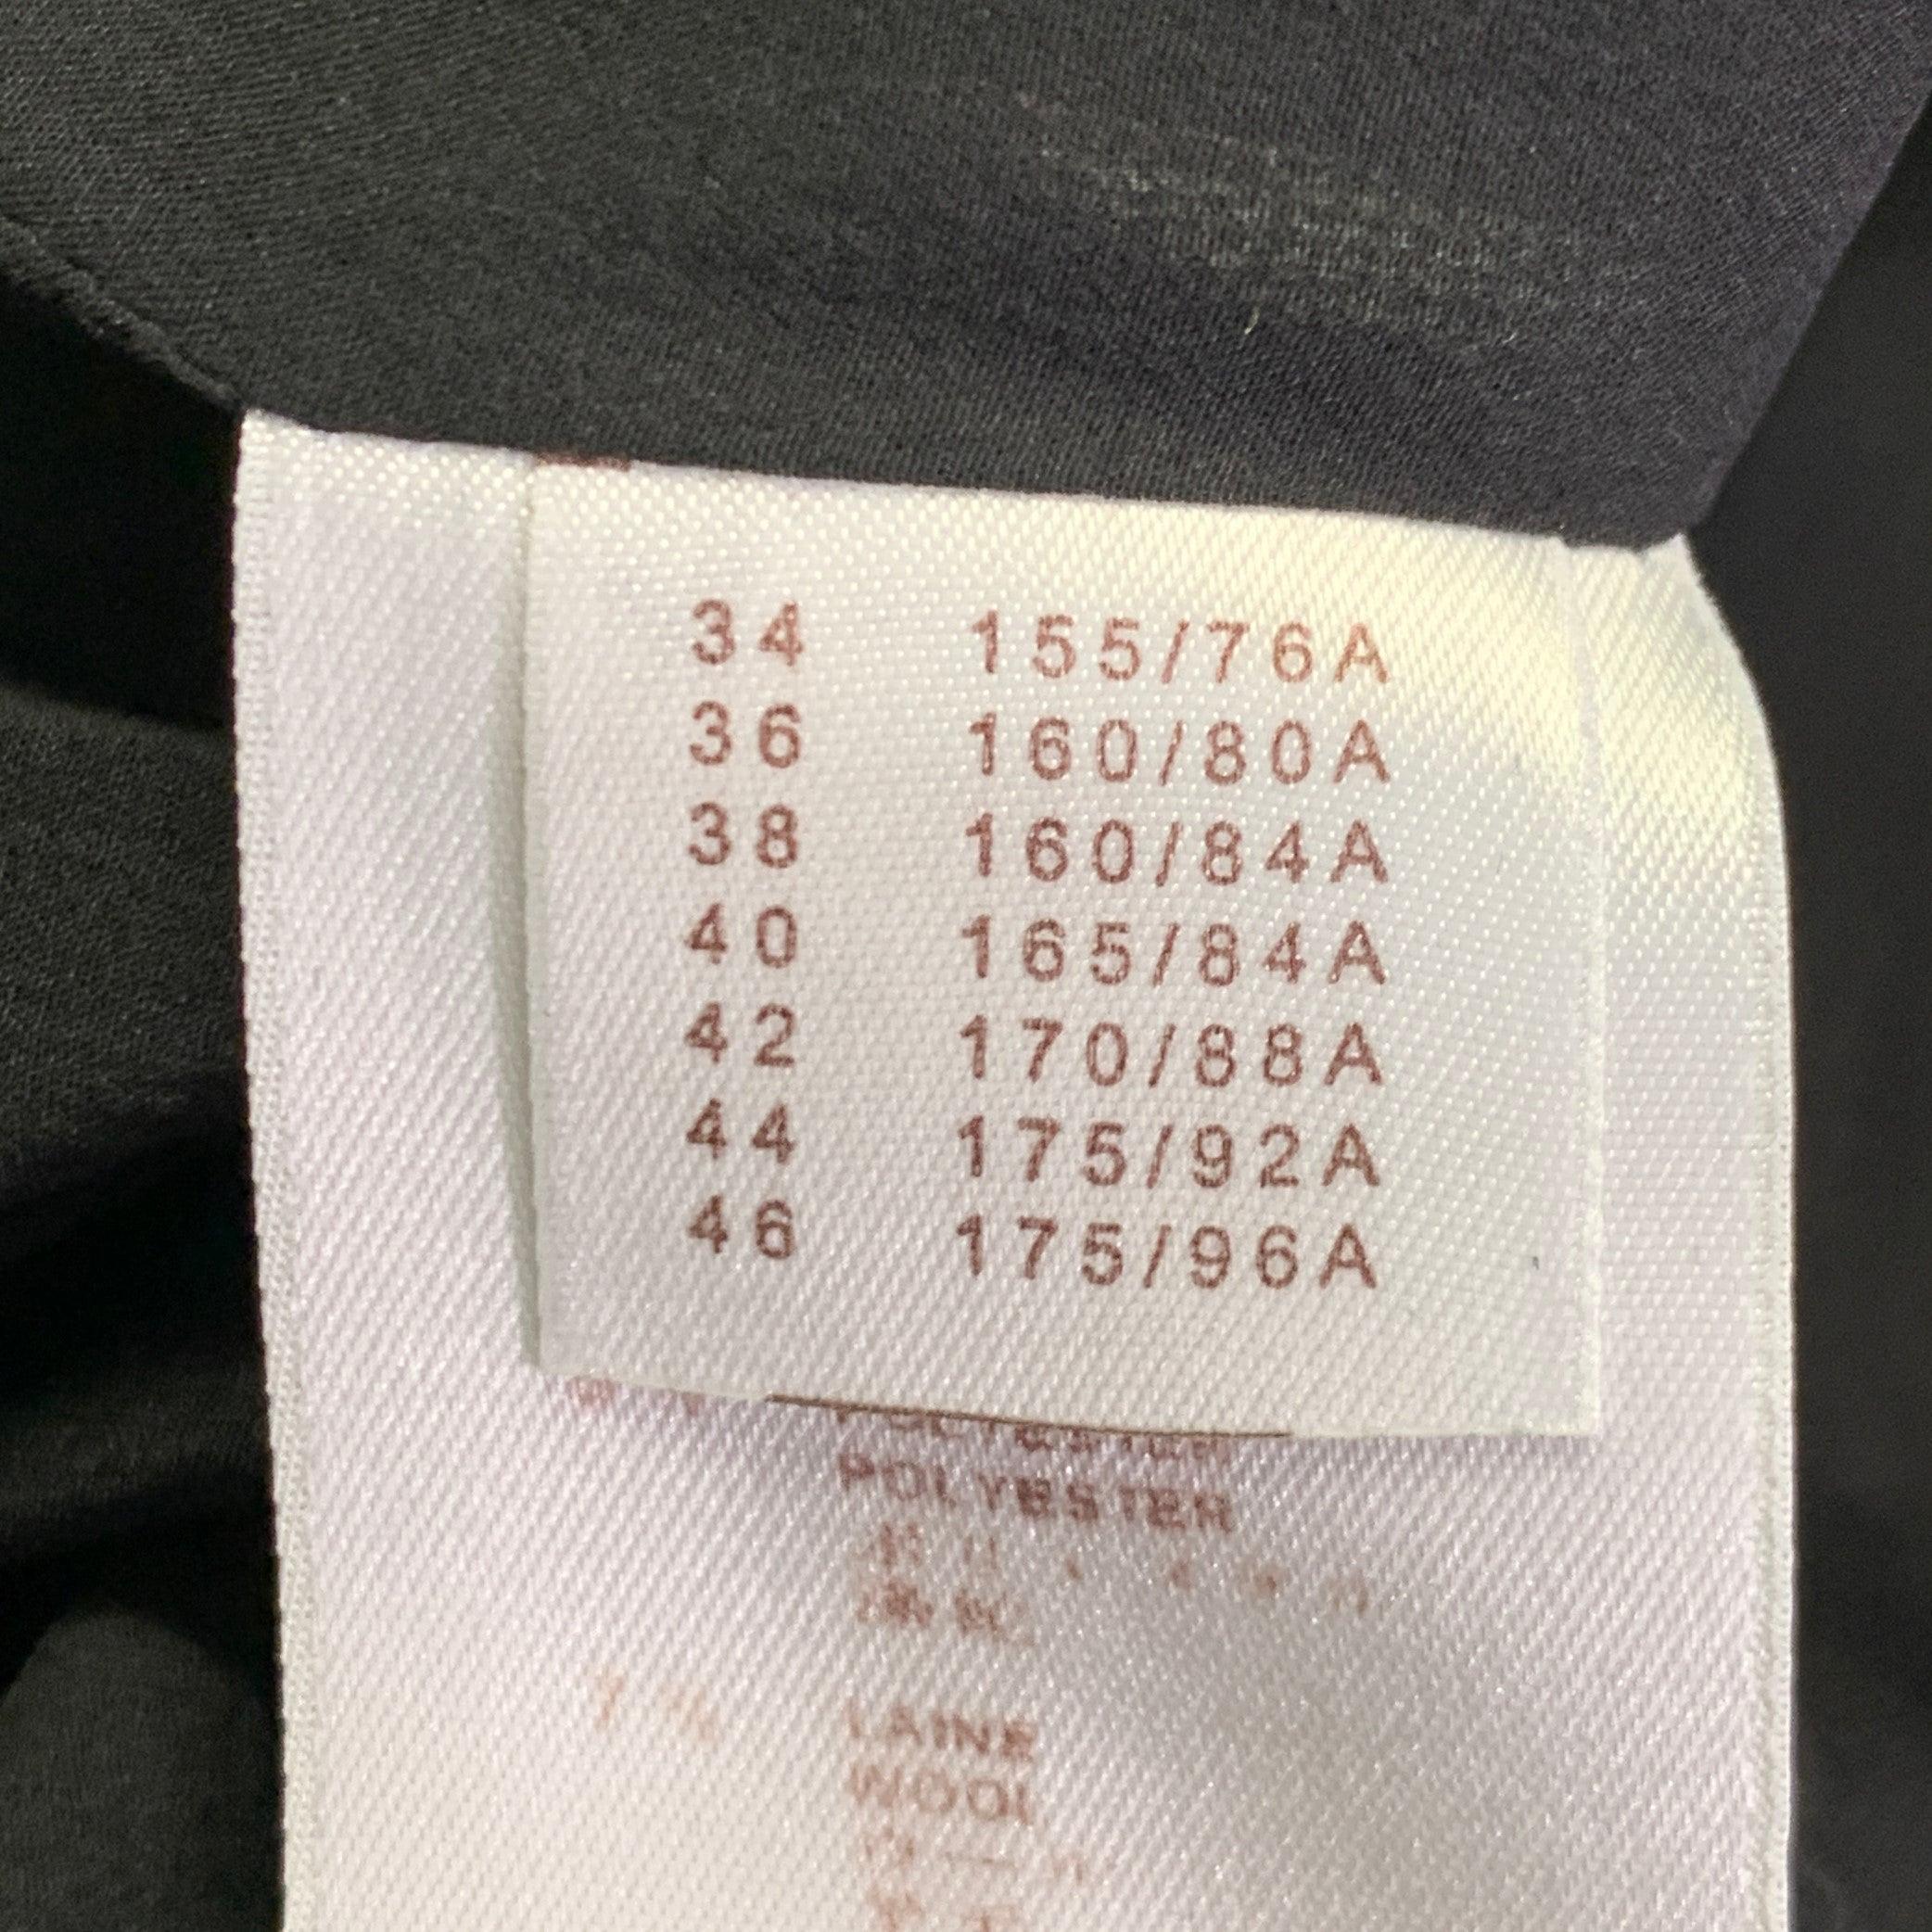 34 155/76A
36 160/80A
38 160/84A
40 165/84A
42 170/88A
44 175/92A
46 175/96A
POLYESTER
POLYESTER
LAINE
WOOL